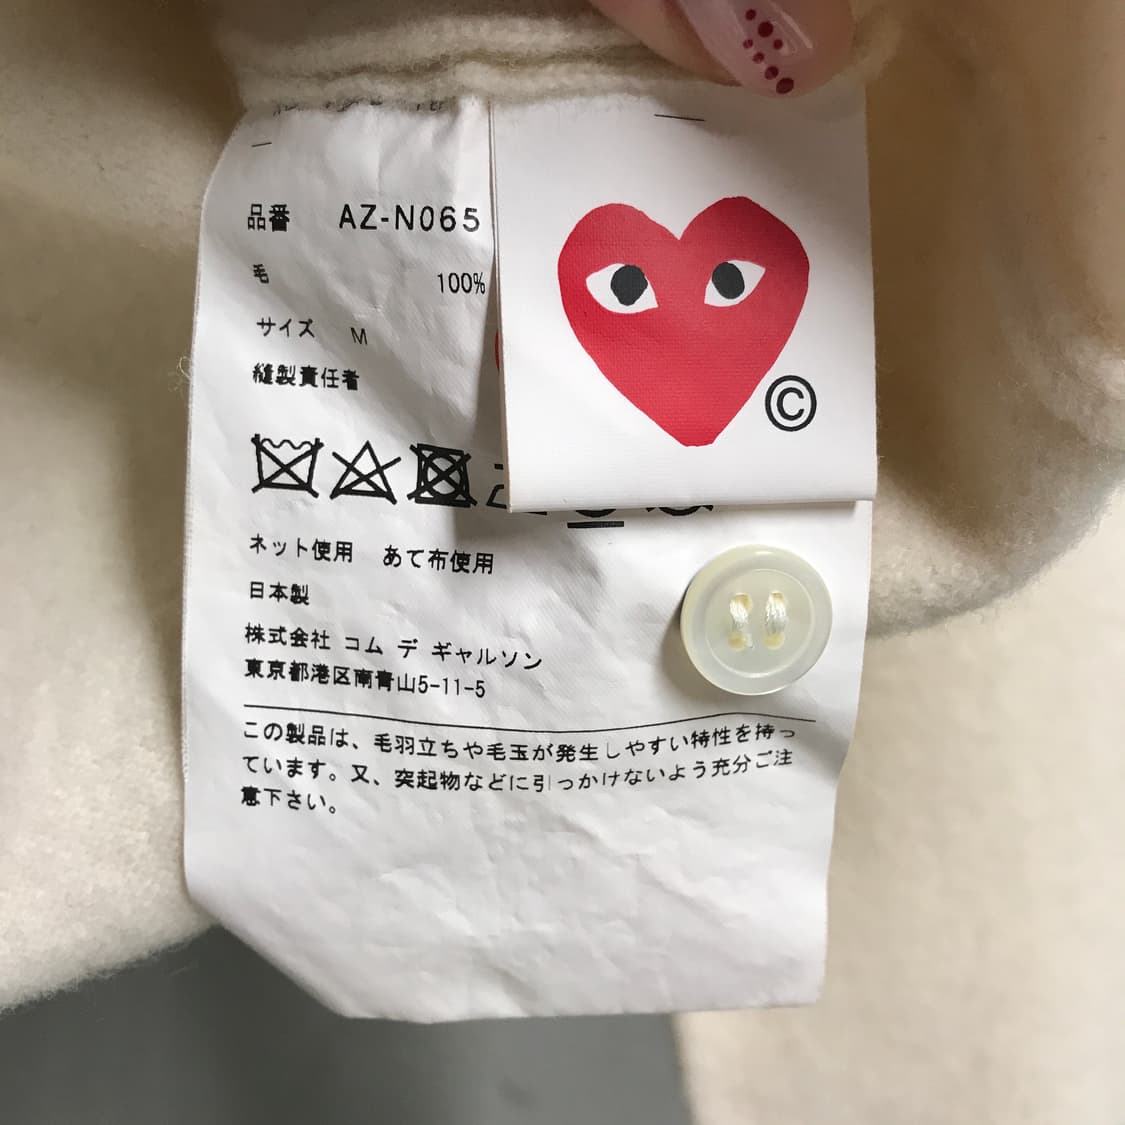 品番 AZ-N065
毛 100%
サイズ M
縫製責任者
ネット使用 あて布使用
日本製
株式会社 コム デ ギャルソン
東京都港区南青山5-11-5
この製品は、毛羽立ちや毛玉が発生しやすい特性を持っ
ています。又、突起物などに引っかけないよう充分ご注
意下さい。
©